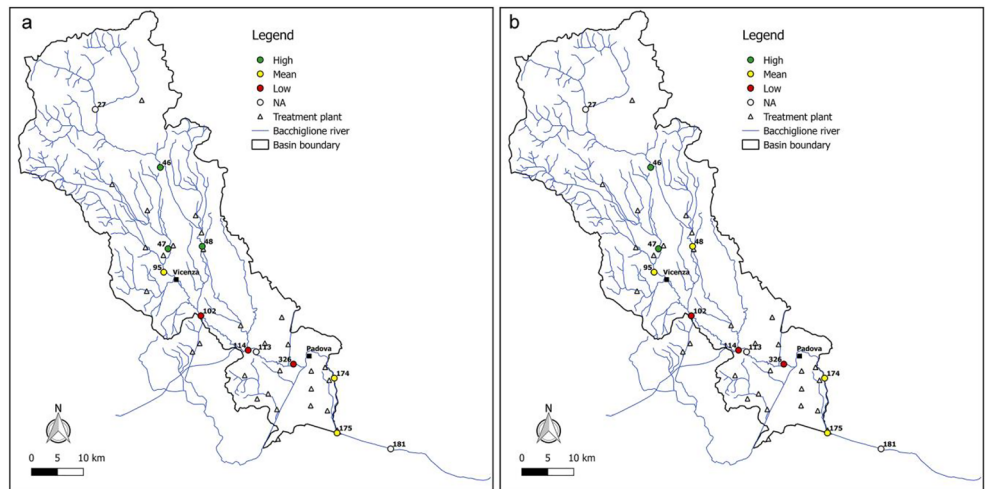 a
Legend
High
Mean
Low
NA
Treatment plant
Bacchiglione river
Basin boundary
27
46
47
48
95
Vicenza
102
114
113
Padova
326
174
175
181
N
0 5 10 km
b
Legend
High
Mean
Low
NA
Treatment plant
Bacchiglione river
Basin boundary
27
46
47
48
95
Vicenza
102
114
113
Padova
326
174
175
181
N
0 5 10 km